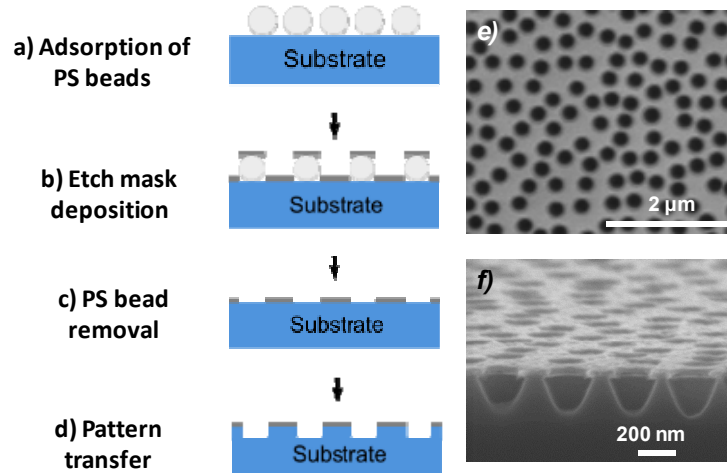 a) Adsorption of
PS beads
Substrate
b) Etch mask
deposition
Substrate
c) PS bead
removal
Substrate
d) Pattern
transfer
Substrate
e)
2 µm
f)
200 nm